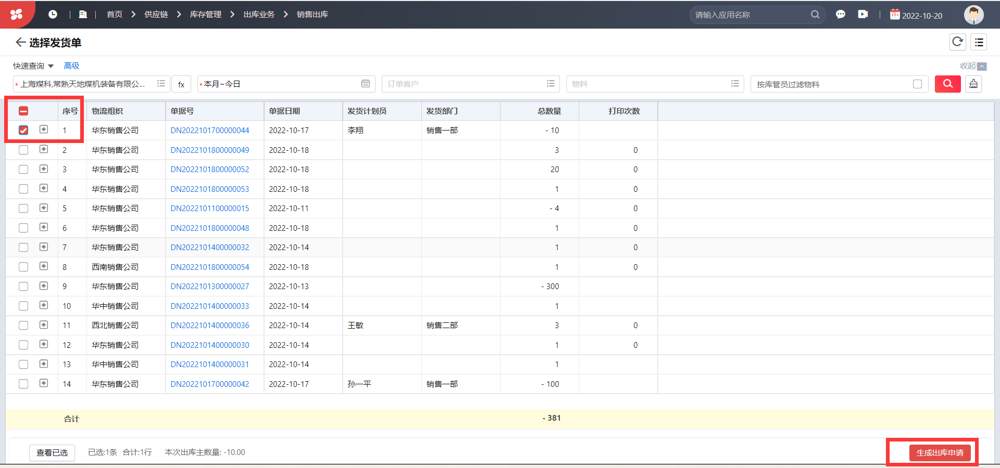 首页 > 供应链 > 库存管理 > 出库业务 > 销售出库 请输入应用名称 2022-10-20
选择发货单
快速查询 高级 收起
* 上海煤科,常熟天地煤机装备有限公... fx * 本月~今日 订单客户 物料 按库管员过滤物料
序号 物流组织 单据号 单据日期 发货计划员 发货部门 总数量 打印次数
1 华东销售公司 DN2022101700000044 2022-10-17 李翔 销售一部 - 10
2 华东销售公司 DN2022101800000049 2022-10-18 3 0
3 华东销售公司 DN2022101800000052 2022-10-18 20 0
4 华东销售公司 DN2022101800000053 2022-10-18 1 0
5 华东销售公司 DN2022101100000015 2022-10-11 - 4 0
6 华东销售公司 DN2022101800000048 2022-10-18 1 0
7 华东销售公司 DN2022101400000032 2022-10-14 1 0
8 西南销售公司 DN2022101800000054 2022-10-18 1 0
9 华东销售公司 DN2022101300000027 2022-10-13 - 300
10 华中销售公司 DN2022101400000033 2022-10-14 1
11 西北销售公司 DN2022101400000036 2022-10-14 王敏 销售二部 3 0
12 华东销售公司 DN2022101400000030 2022-10-14 1 0
13 华中销售公司 DN2022101400000031 2022-10-14 1
14 华东销售公司 DN2022101700000042 2022-10-17 孙一平 销售一部 - 100
合计 - 381
查看已选 已选:1条 合计:1行 本次出库主数量: -10.00 生成出库申请